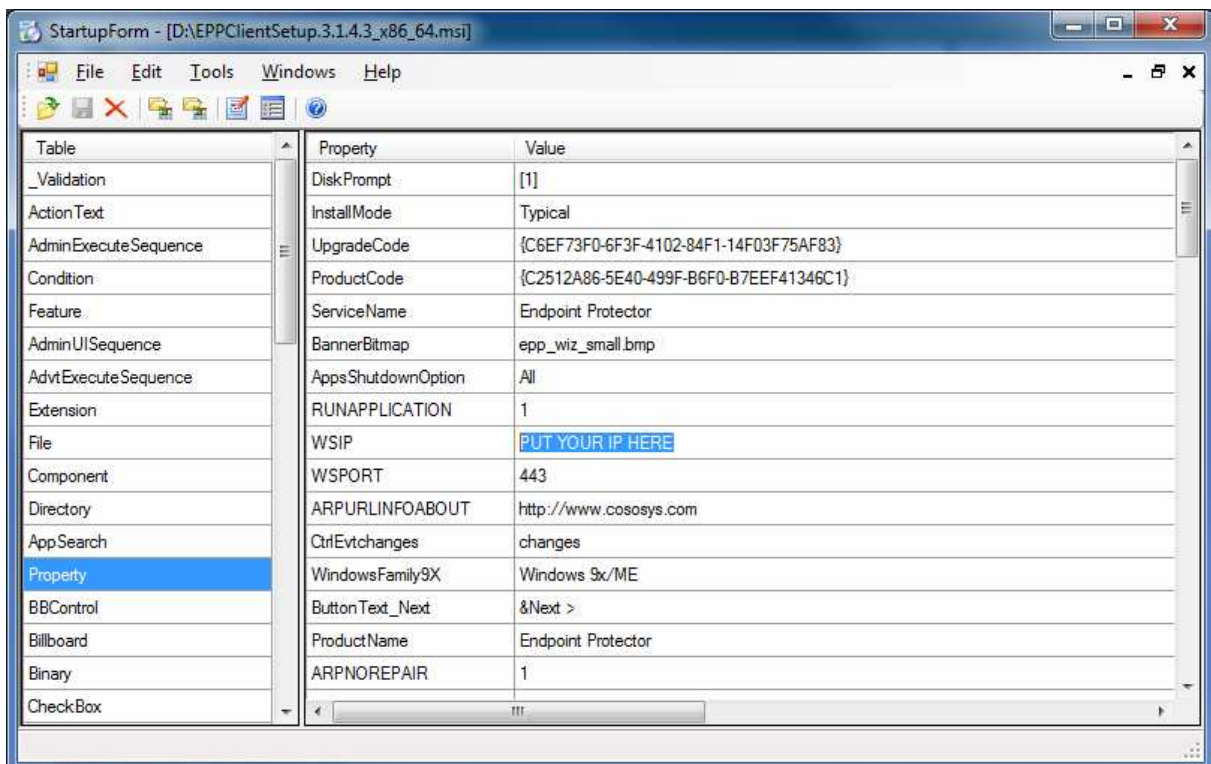 StartupForm - [D:\EPPClientSetup.3.1.4.3_x86_64.msi]
File Edit Tools Windows Help
Table Property Value
_Validation DiskPrompt [1]
ActionText InstallMode Typical
AdminExecuteSequence UpgradeCode {C6EF73F0-6F3F-4102-84F1-14F03F75AF83}
Condition ProductCode {C2512A86-5E40-499F-B6F0-B7EEF41346C1}
Feature ServiceName Endpoint Protector
AdminUISequence BannerBitmap epp_wiz_small.bmp
AdvtExecuteSequence AppsShutdownOption All
Extension RUNAPPLICATION 1
File WSIP PUT YOUR IP HERE
Component WSPORT 443
Directory ARPURLINFOABOUT http://www.cososys.com
AppSearch CtrlEvtchanges changes
Property WindowsFamily9X Windows 9x/ME
BBControl ButtonText_Next &Next >
Billboard ProductName Endpoint Protector
Binary ARPNOREPAIR 1
CheckBox